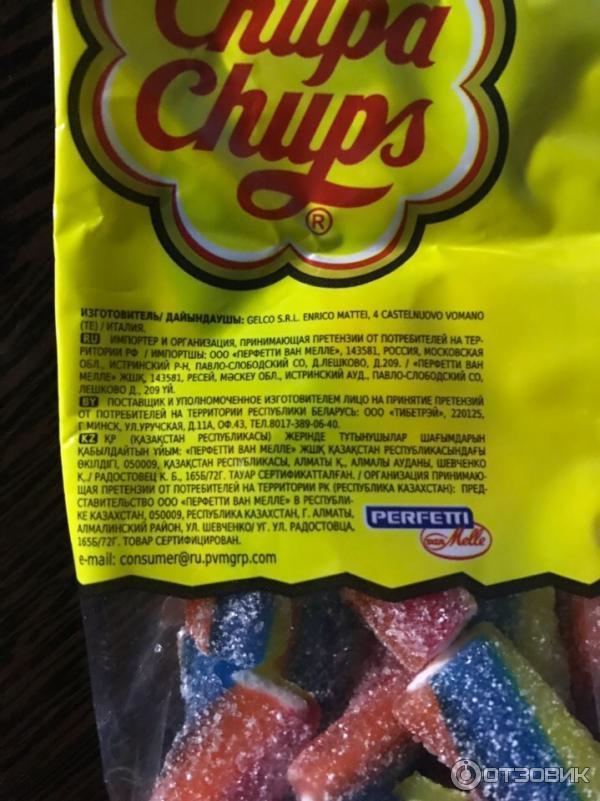 Chupa
Chups
®
ИЗГОТОВИТЕЛЬ/ ДАЙЫНДАУШЫ: GELCO S.R.L. ENRICO MATTEI, 4 CASTELNUOVO VOMANO
(TE) / ИТАЛИЯ.
RU ИМПОРТЕР И ОРГАНИЗАЦИЯ, ПРИНИМАЮЩАЯ ПРЕТЕНЗИИ ОТ ПОТРЕБИТЕЛЕЙ НА ТЕР-
РИТОРИИ РФ / ИМПОРТШЫ: ООО «ПЕРФЕТТИ ВАН МЕЛЛЕ», 143581, РОССИЯ, МОСКОВСКАЯ
ОБЛ., ИСТРИНСКИЙ Р-Н, ПАВЛО-СЛОБОДСКИЙ СО, Д.ЛЕШКОВО, Д.209. / «ПЕРФЕТТИ ВАН
МЕЛЛЕ» ЖШҚ, 143581, РЕСЕЙ, МӘСКЕУ ОБЛ., ИСТРИНСКИЙ АУД., ПАВЛО-СЛОБОДСКИЙ СО,
ЛЕШКОВО Д., 209 ҮЙ.
BY ПОСТАВЩИК И УПОЛНОМОЧЕННОЕ ИЗГОТОВИТЕЛЕМ ЛИЦО НА ПРИНЯТИЕ ПРЕТЕНЗИЙ
ОТ ПОТРЕБИТЕЛЕЙ НА ТЕРРИТОРИИ РЕСПУБЛИКИ БЕЛАРУСЬ: ООО «ТИБЕТРЭЙ», 220125,
Г.МИНСК, УЛ.УРУЧСКАЯ, Д.11А, ОФ.43, ТЕЛ.8017-389-06-40.
KZ ҚР (ҚАЗАҚСТАН РЕСПУБЛИКАСЫ) ЖЕРІНДЕ ТҰТЫНУШЫЛАР ШАҒЫМДАРЫН
ҚАБЫЛДАЙТЫН ҰЙЫМ: «ПЕРФЕТТИ ВАН МЕЛЛЕ» ЖШҚ ҚАЗАҚСТАН РЕСПУБЛИКАСЫНДАҒЫ
ӨКІЛДІГІ, 050009, ҚАЗАҚСТАН РЕСПУБЛИКАСЫ, АЛМАТЫ Қ., АЛМАЛЫ АУДАНЫ, ШЕВЧЕНКО
К../ РАДОСТОВЕЦ К. Б., 165Б/72Г. ТАУАР СЕРТИФИКАТТАЛҒАН. / ОРГАНИЗАЦИЯ ПРИНИМАЮ-
ЩАЯ ПРЕТЕНЗИИ ОТ ПОТРЕБИТЕЛЕЙ НА ТЕРРИТОРИИ РК (РЕСПУБЛИКА КАЗАХСТАН): ПРЕД-
СТАВИТЕЛЬСТВО ООО «ПЕРФЕТТИ ВАН МЕЛЛЕ» В РЕСПУБЛИ-
КЕ КАЗАХСТАН, 050009, РЕСПУБЛИКА КАЗАХСТАН, Г. АЛМАТЫ,
АЛМАЛИНСКИЙ РАЙОН, УЛ. ШЕВЧЕНКО/ УГ. УЛ. РАДОСТОВЦА,
165Б/72Г. ТОВАР СЕРТИФИЦИРОВАН.
PERFETTI
VAN Melle
e-mail: consumer@ru.pvmgrp.com
ОТЗОВИК